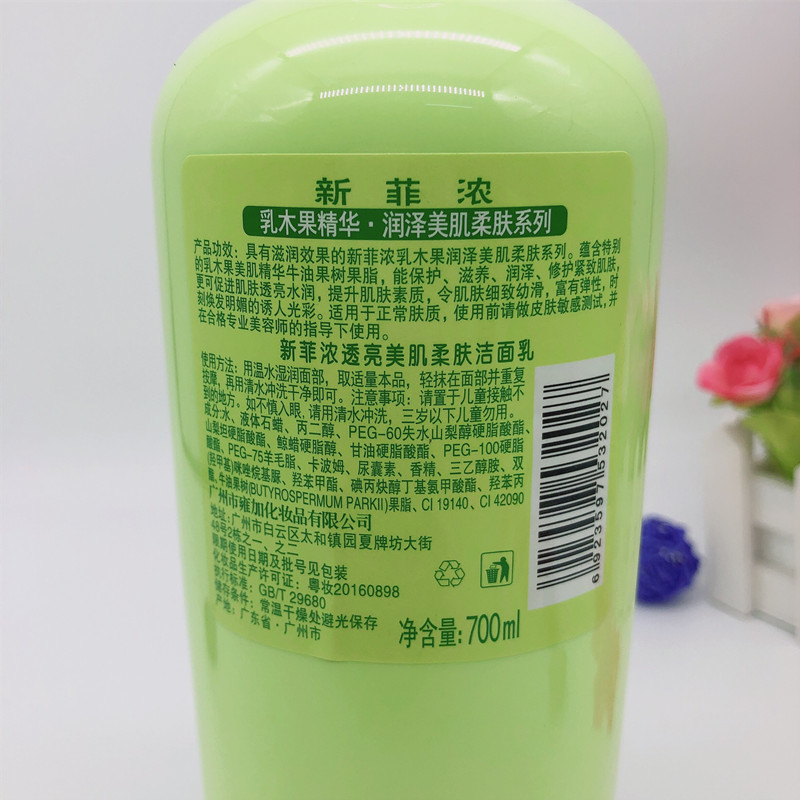 新菲浓
乳木果精华·润泽美肌柔肤系列
产品功效：具有滋润效果的新菲浓乳木果润泽美肌柔肤系列。蕴含特别
的乳木果美肌精华牛油果树果脂，能保护、滋养、润泽、修护紧致肌肤，
更可促进肌肤透亮水润，提升肌肤素质，令肌肤细致幼滑，富有弹性，时
刻焕发明媚的诱人光彩。适用于正常肤质，使用前请做皮肤敏感测试，并
在合格专业美容师的指导下使用。
新菲浓透亮美肌柔肤洁面乳
使用方法：用温水湿润面部，取适量本品，轻抹在面部并重复
按摩，再用清水冲洗干净即可。注意事项：请置于儿童接触不
到的地方。如不慎入眼，请用清水冲洗，三岁以下儿童勿用。
成分：水、液体石蜡、丙二醇、PEG-60失水山梨醇硬脂酸酯、
山梨坦硬脂酸酯、鲸蜡硬脂醇、甘油硬脂酸酯、PEG-100硬脂
酸酯、PEG-75羊毛脂、卡波姆、尿囊素、香精、三乙醇胺、双
(羟甲基)咪唑烷基脲、羟苯甲酯、碘丙炔醇丁基氨甲酸酯、羟苯丙
酯、牛油果树(BUTYROSPERMUM PARKII)果脂、CI 19140、CI 42090
广州市雍加化妆品有限公司
地址：广州市白云区太和镇园夏牌坊大街
46号2栋之一、之二
限期使用日期及批号见包装
化妆品生产许可证：粤妆20160898
执行标准：GB/T 29680
保存条件：常温干燥处避光保存
产地：广东省·广州市
净含量：700ml
6923597532027